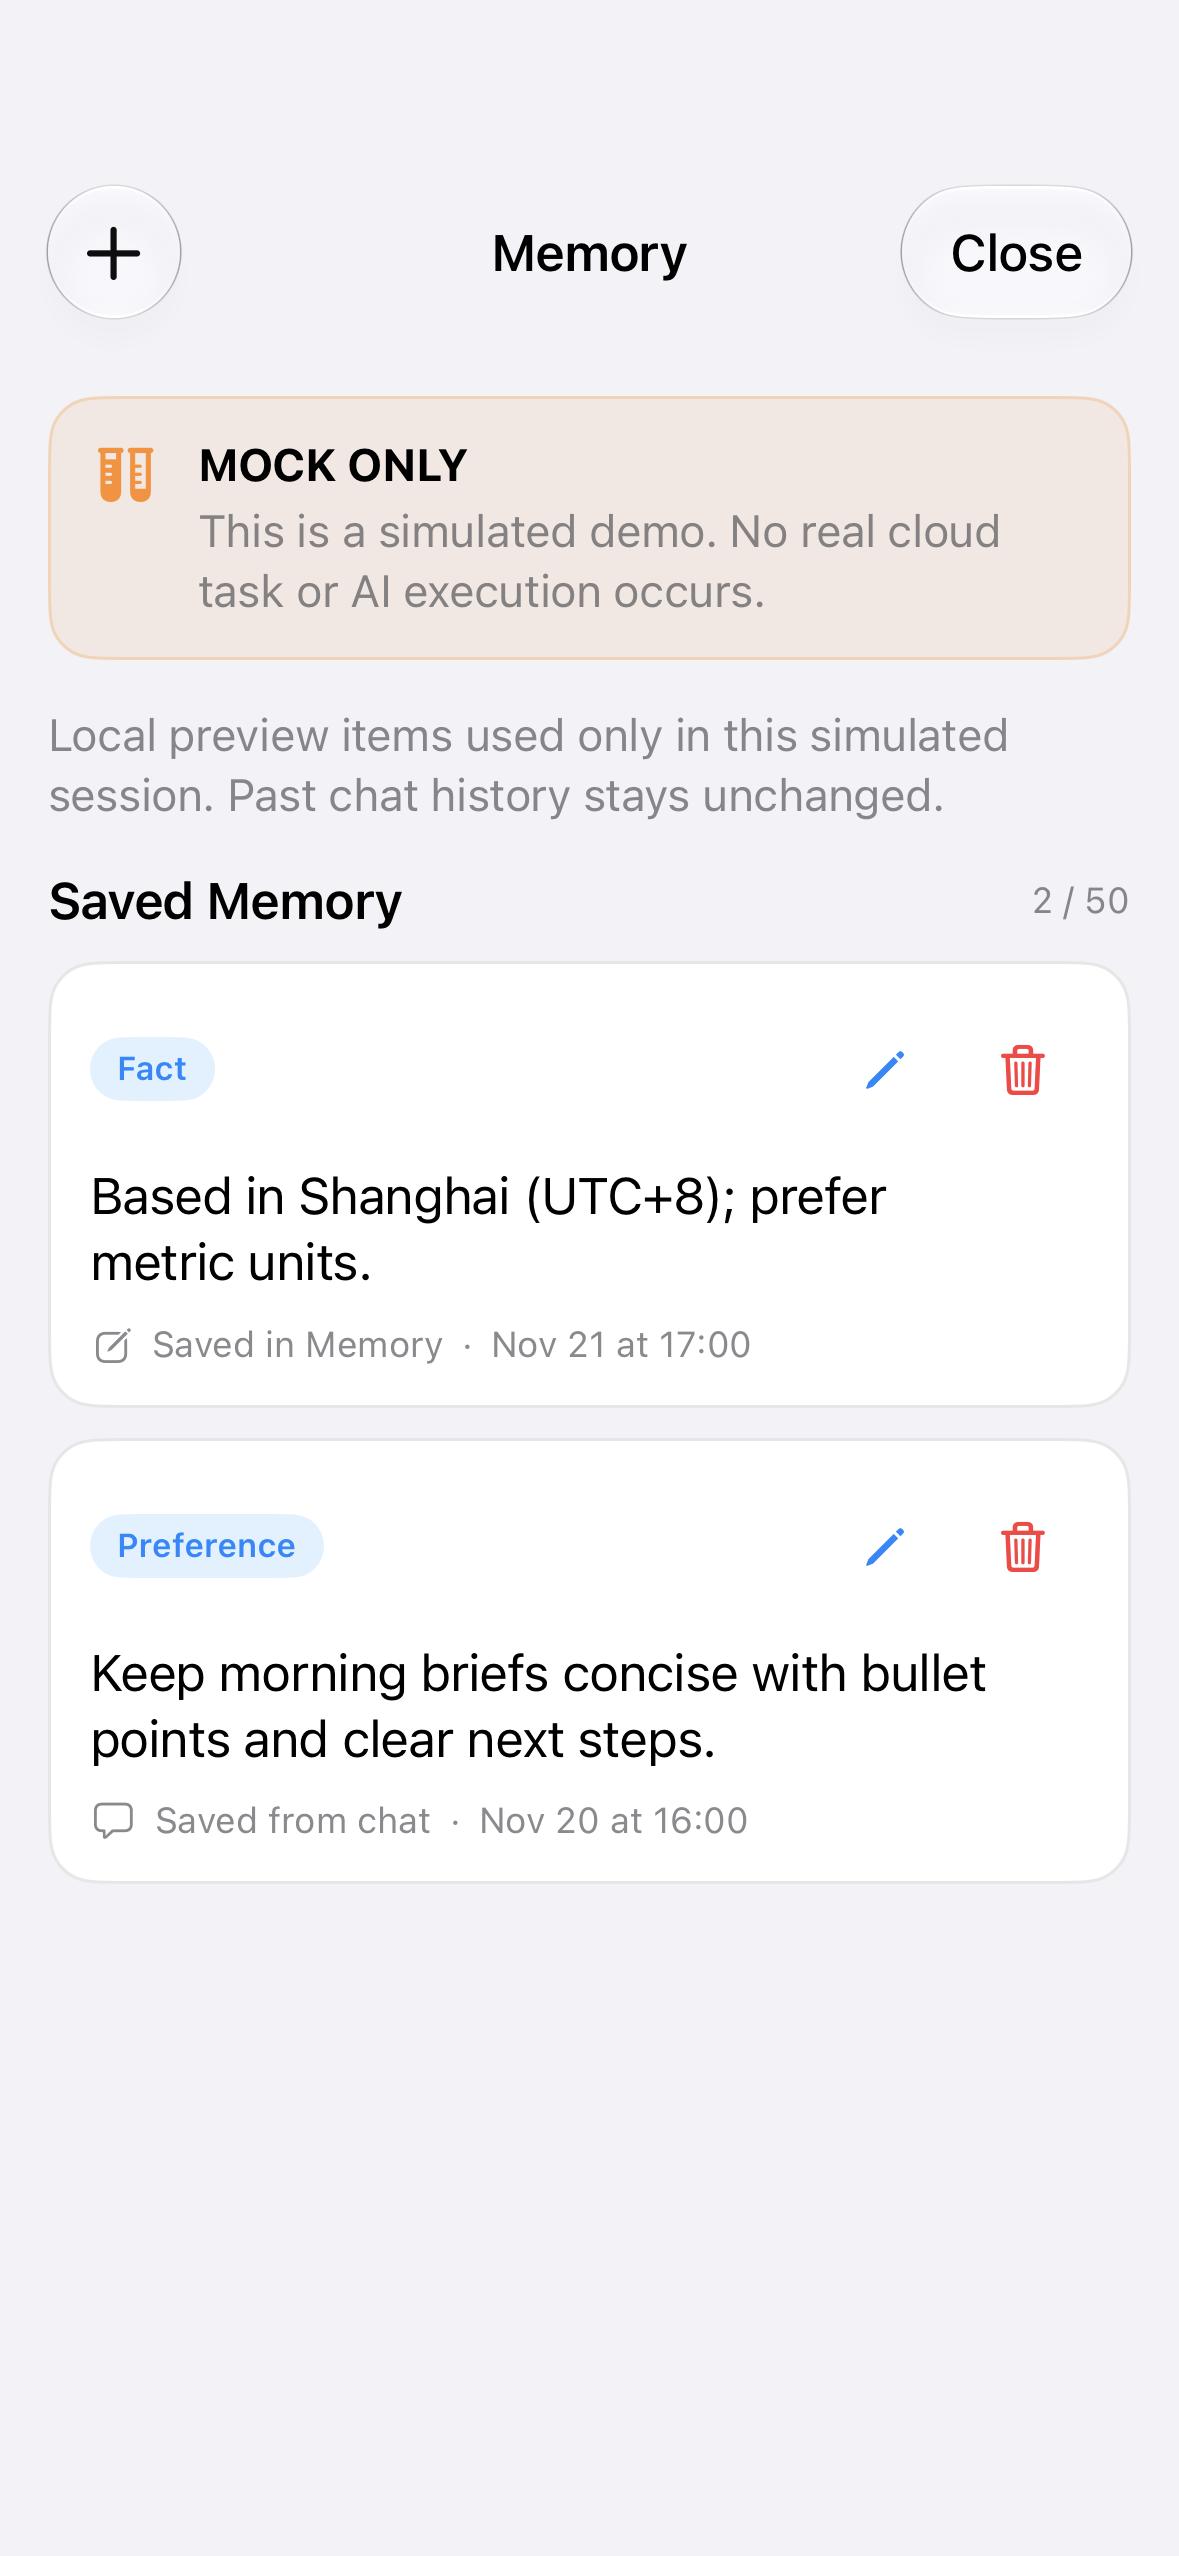 Memory
Close
MOCK ONLY
This is a simulated demo. No real cloud
task or AI execution occurs.
Local preview items used only in this simulated
session. Past chat history stays unchanged.
Saved Memory
2 / 50
Fact
Based in Shanghai (UTC+8); prefer
metric units.
Saved in Memory · Nov 21 at 17:00
Preference
Keep morning briefs concise with bullet
points and clear next steps.
Saved from chat · Nov 20 at 16:00